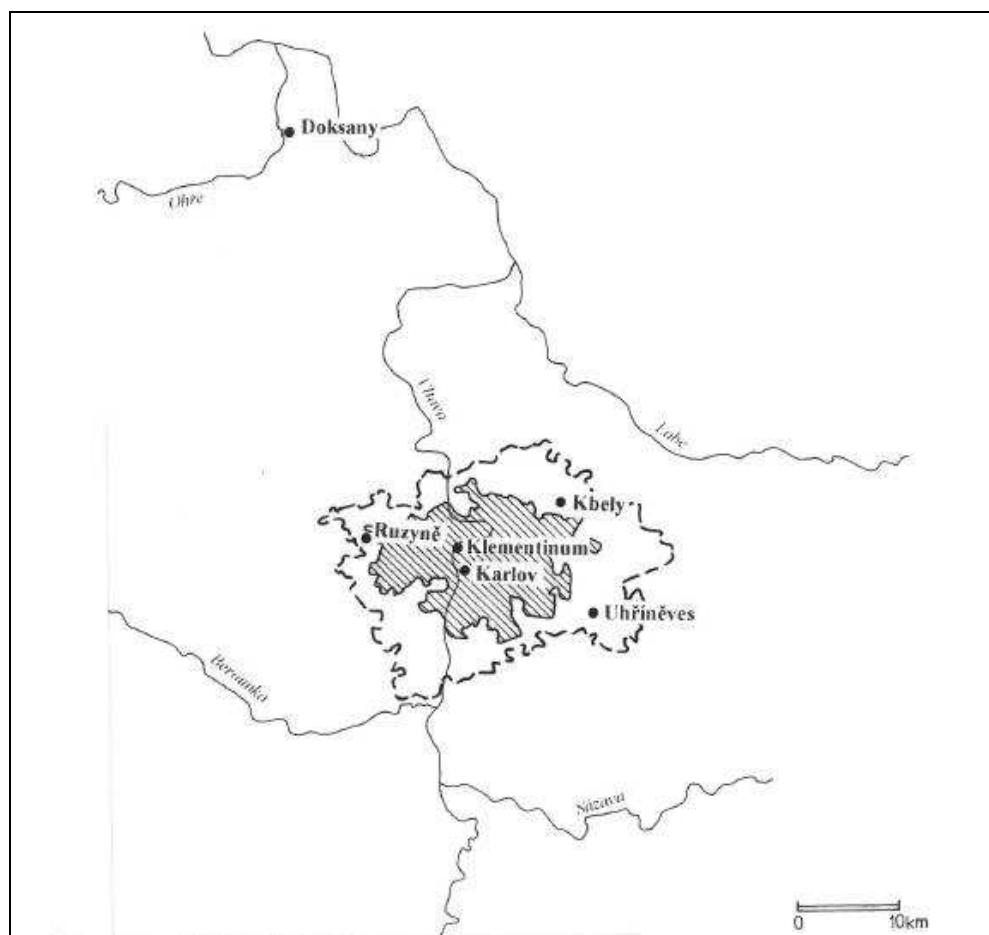 Doksany
Ohře
Vltava
Labe
Kbely
Ruzyně
Klementinum
Karlov
Uhříněves
Berounka
Sázava
0 10km